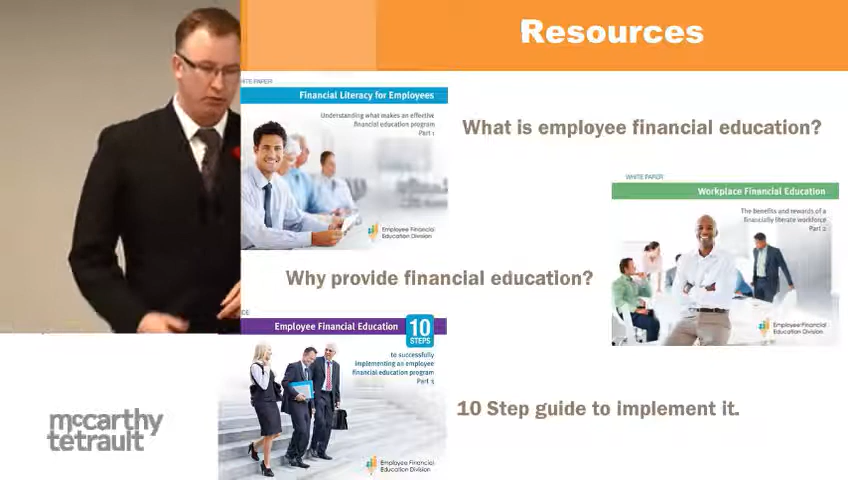 Resources
HITE PAPER
Financial Literacy for Employees
Understanding what makes an effective
financial education program
Part 1
Employee Financial
Education Division
What is employee financial education?
WHITE PAPER
Workplace Financial Education
The benefits and rewards of a
financially literate workforce
Part 2
Employee Financial
Education Division
Why provide financial education?
CE
Employee Financial Education
10
STEPS
to successfully
implementing an employee
financial education program
Part 3
Employee Financial
Education Division
10 Step guide to implement it.
mccarthy
tetrault